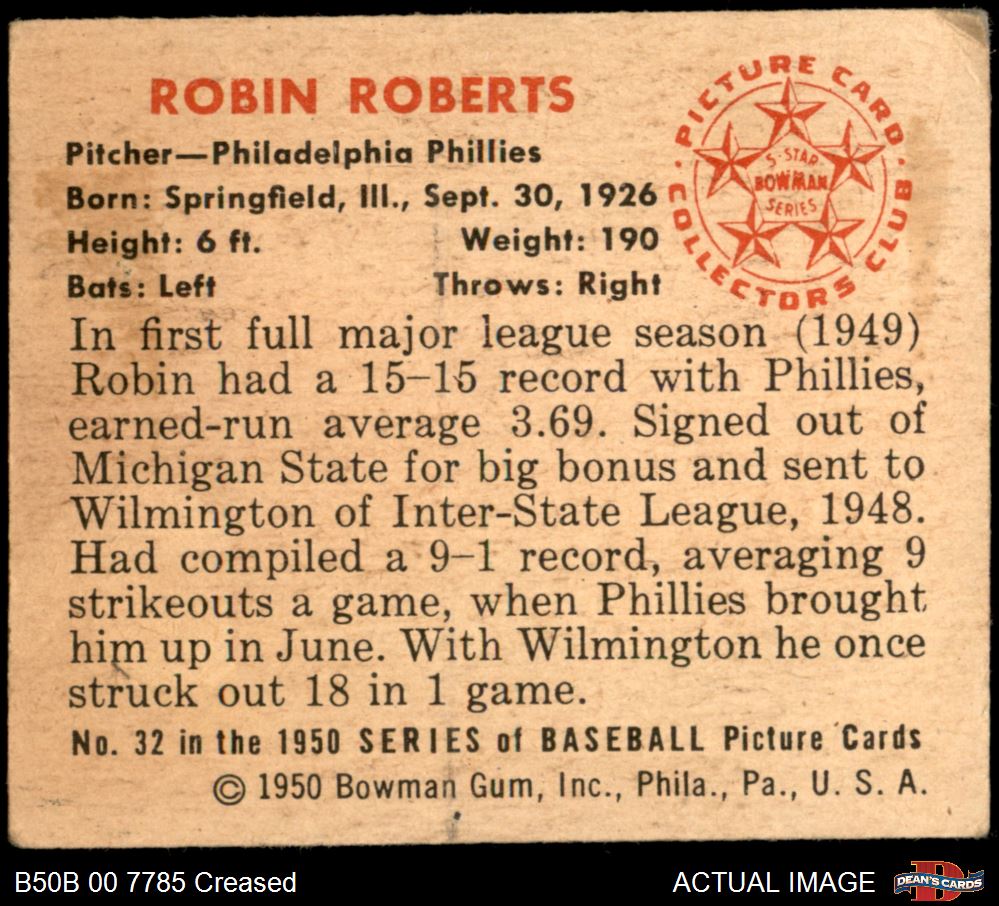 ROBIN ROBERTS
Pitcher—Philadelphia Phillies
Born: Springfield, Ill., Sept. 30, 1926
Height: 6 ft. Weight: 190
Bats: Left Throws: Right
PICTURE CARD
COLLECTORS CLUB
5-STAR
BOWMAN
SERIES
In first full major league season (1949)
Robin had a 15–15 record with Phillies,
earned-run average 3.69. Signed out of
Michigan State for big bonus and sent to
Wilmington of Inter-State League, 1948.
Had compiled a 9–1 record, averaging 9
strikeouts a game, when Phillies brought
him up in June. With Wilmington he once
struck out 18 in 1 game.
No. 32 in the 1950 SERIES of BASEBALL Picture Cards
© 1950 Bowman Gum, Inc., Phila., Pa., U. S. A.
B50B 00 7785 Creased
ACTUAL IMAGE
D
DEAN'S CARDS